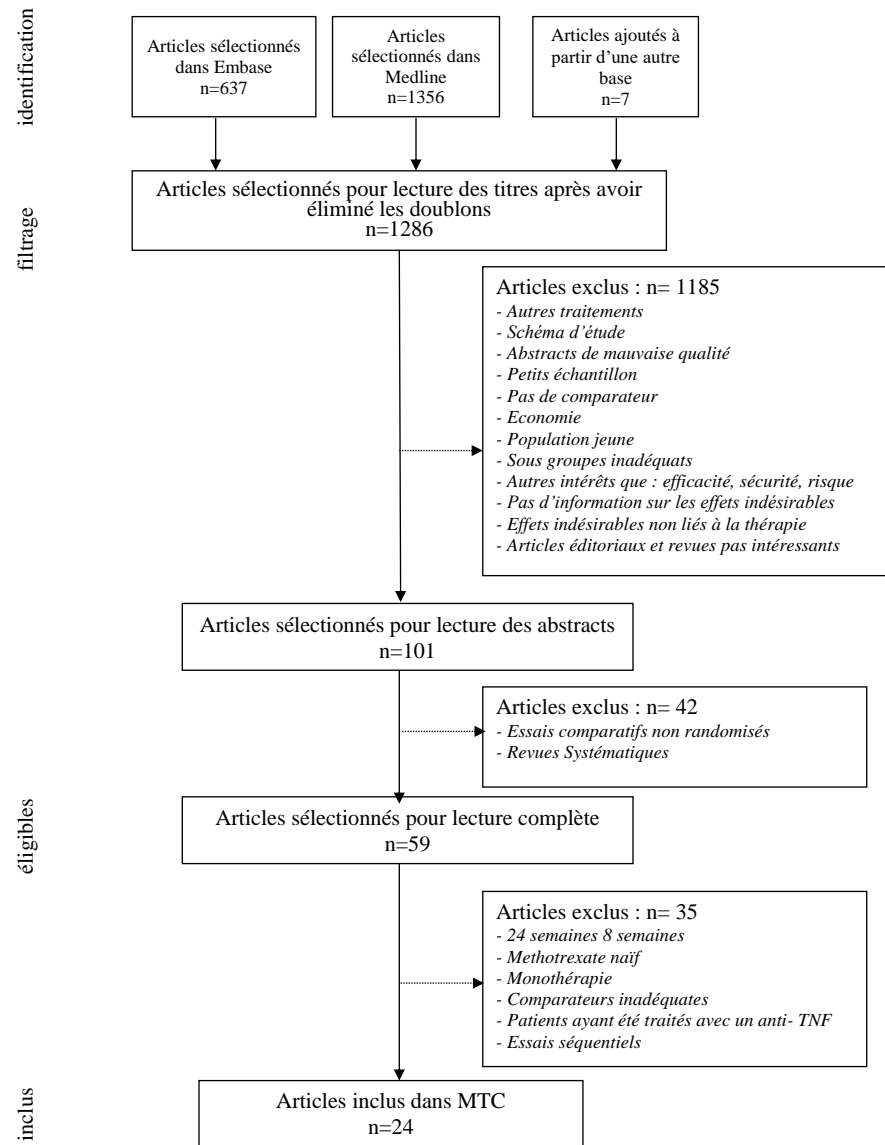 identification
Articles sélectionnés
dans Embase
n=637
Articles
sélectionnés dans
Medline
n=1356
Articles ajoutés à
partir d'une autre
base
n=7
filtrage
Articles sélectionnés pour lecture des titres après avoir
éliminé les doublons
n=1286
Articles exclus : n= 1185
- Autres traitements
- Schéma d'étude
- Abstracts de mauvaise qualité
- Petits échantillon
- Pas de comparateur
- Economie
- Population jeune
- Sous groupes inadéquats
- Autres intérêts que : efficacité, sécurité, risque
- Pas d'information sur les effets indésirables
- Effets indésirables non liés à la thérapie
- Articles éditoriaux et revues pas intéressants
Articles sélectionnés pour lecture des abstracts
n=101
Articles exclus : n= 42
- Essais comparatifs non randomisés
- Revues Systématiques
éligibles
Articles sélectionnés pour lecture complète
n=59
Articles exclus : n= 35
- 24 semaines 8 semaines
- Methotrexate naïf
- Monothérapie
- Comparateurs inadéquates
- Patients ayant été traités avec un anti- TNF
- Essais séquentiels
inclus
Articles inclus dans MTC
n=24